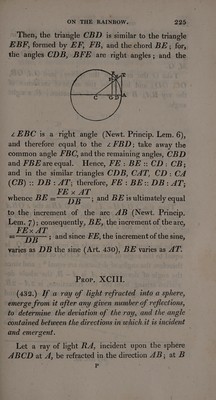 ON THE RAINBOW. 225
Then, the triangle CBD is similar to the triangle
EBF, formed by EF, FB, and the chord BE; for,
the angles CDB, BFE are right angles; and the
∠ EBC is a right angle (Newt. Princip. Lem. 6),
and therefore equal to the ∠ FBD; take away the
common angle FBC, and the remaining angles, CBD
and FBE are equal. Hence, FE : BE :: CD : CB;
and in the similar triangles CDB, CAT, CD : CA
(CB) :: DB : AT; therefore, FE : BE :: DB : AT;
whence BE = FE × AT / DB; and BE is ultimately equal
to the increment of the arc AB (Newt. Princip.
Lem. 7); consequently, BE, the increment of the arc,
= FE × AT / DB; and since FE, the increment of the sine,
varies as DB the sine (Art. 430), BE varies as AT.
PROP. XCIII.
(432.) If a ray of light refracted into a sphere,
emerge from it after any given number of reflections,
to determine the deviation of the ray, and the angle
contained between the directions in which it is incident
and emergent.
Let a ray of light RA, incident upon the sphere
ABCD at A, be refracted in the direction AB; at B
P